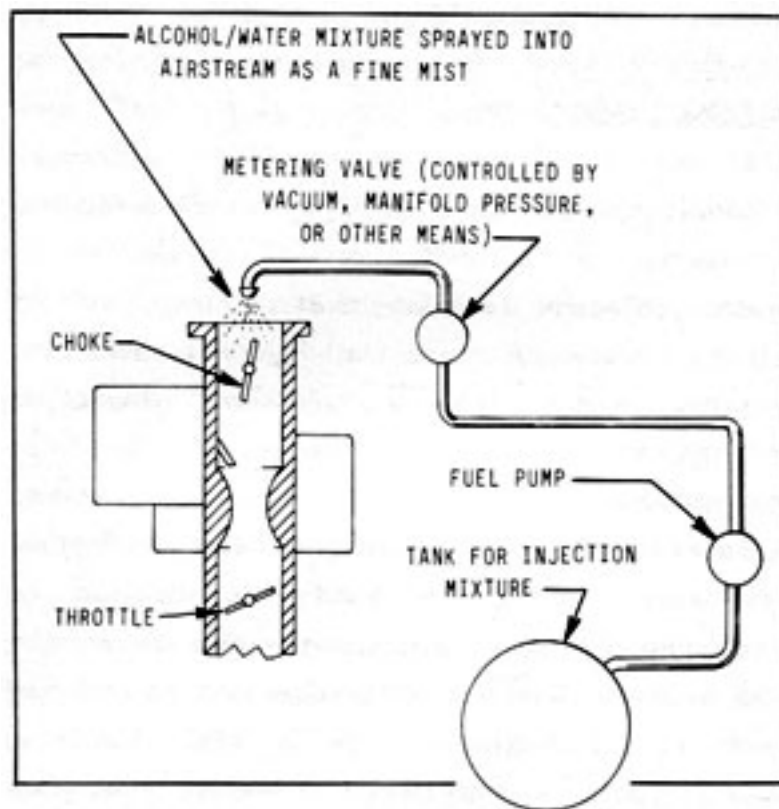 ALCOHOL/WATER MIXTURE SPRAYED INTO
AIRSTREAM AS A FINE MIST
METERING VALVE (CONTROLLED BY
VACUUM, MANIFOLD PRESSURE,
OR OTHER MEANS)
CHOKE
FUEL PUMP
TANK FOR INJECTION
MIXTURE
THROTTLE